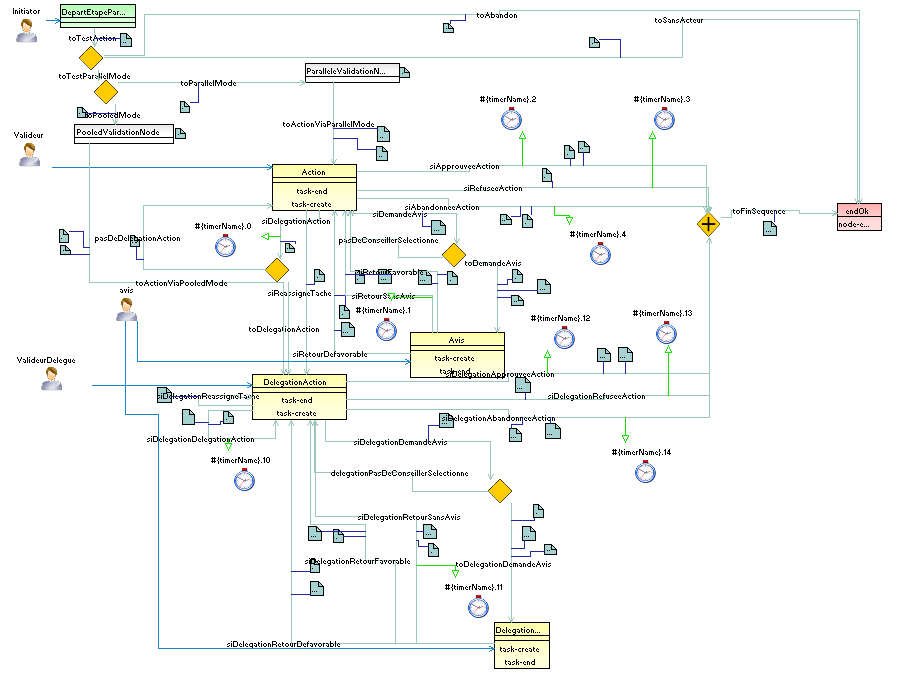 Initiator
DepartEtapePar...
toAbandon
toSansActeur
toTestAction
toTestParallelMode
ParalleleValidationN...
toParallelMode
#{timerName}.2
#{timerName}.3
toPooledMode
toActionViaParallelMode
Valideur
PooledValidationNode
Action
task-end
task-create
siApprouveeAction
siRefuseeAction
siAbandonneeAction
siDemandeAvis
siDelegationAction
#{timerName}.0
pasDeDelegationAction
pasDeConseillerSelectionne
#{timerName}.4
toFinSequence
endOk
node-e...
toDemandeAvis
siRetourFavorable
toActionViaPooledMode
avis
siReassigneTache
siRetourSansAvis
#{timerName}.1
#{timerName}.12
#{timerName}.13
toDelegationAction
Avis
task-create
task-end
siRetourDefavorable
ValideurDelegue
DelegationAction
task-end
task-create
siDelegationApprouveeAction
siDelegationReassigneTache
siDelegationRefuseeAction
siDelegationAbandonneeAction
siDelegationDelegationAction
siDelegationDemandeAvis
#{timerName}.10
#{timerName}.14
delegationPasDeConseillerSelectionne
siDelegationRetourSansAvis
siDelegationRetourFavorable
toDelegationDemandeAvis
#{timerName}.11
Delegation...
task-create
task-end
siDelegationRetourDefavorable